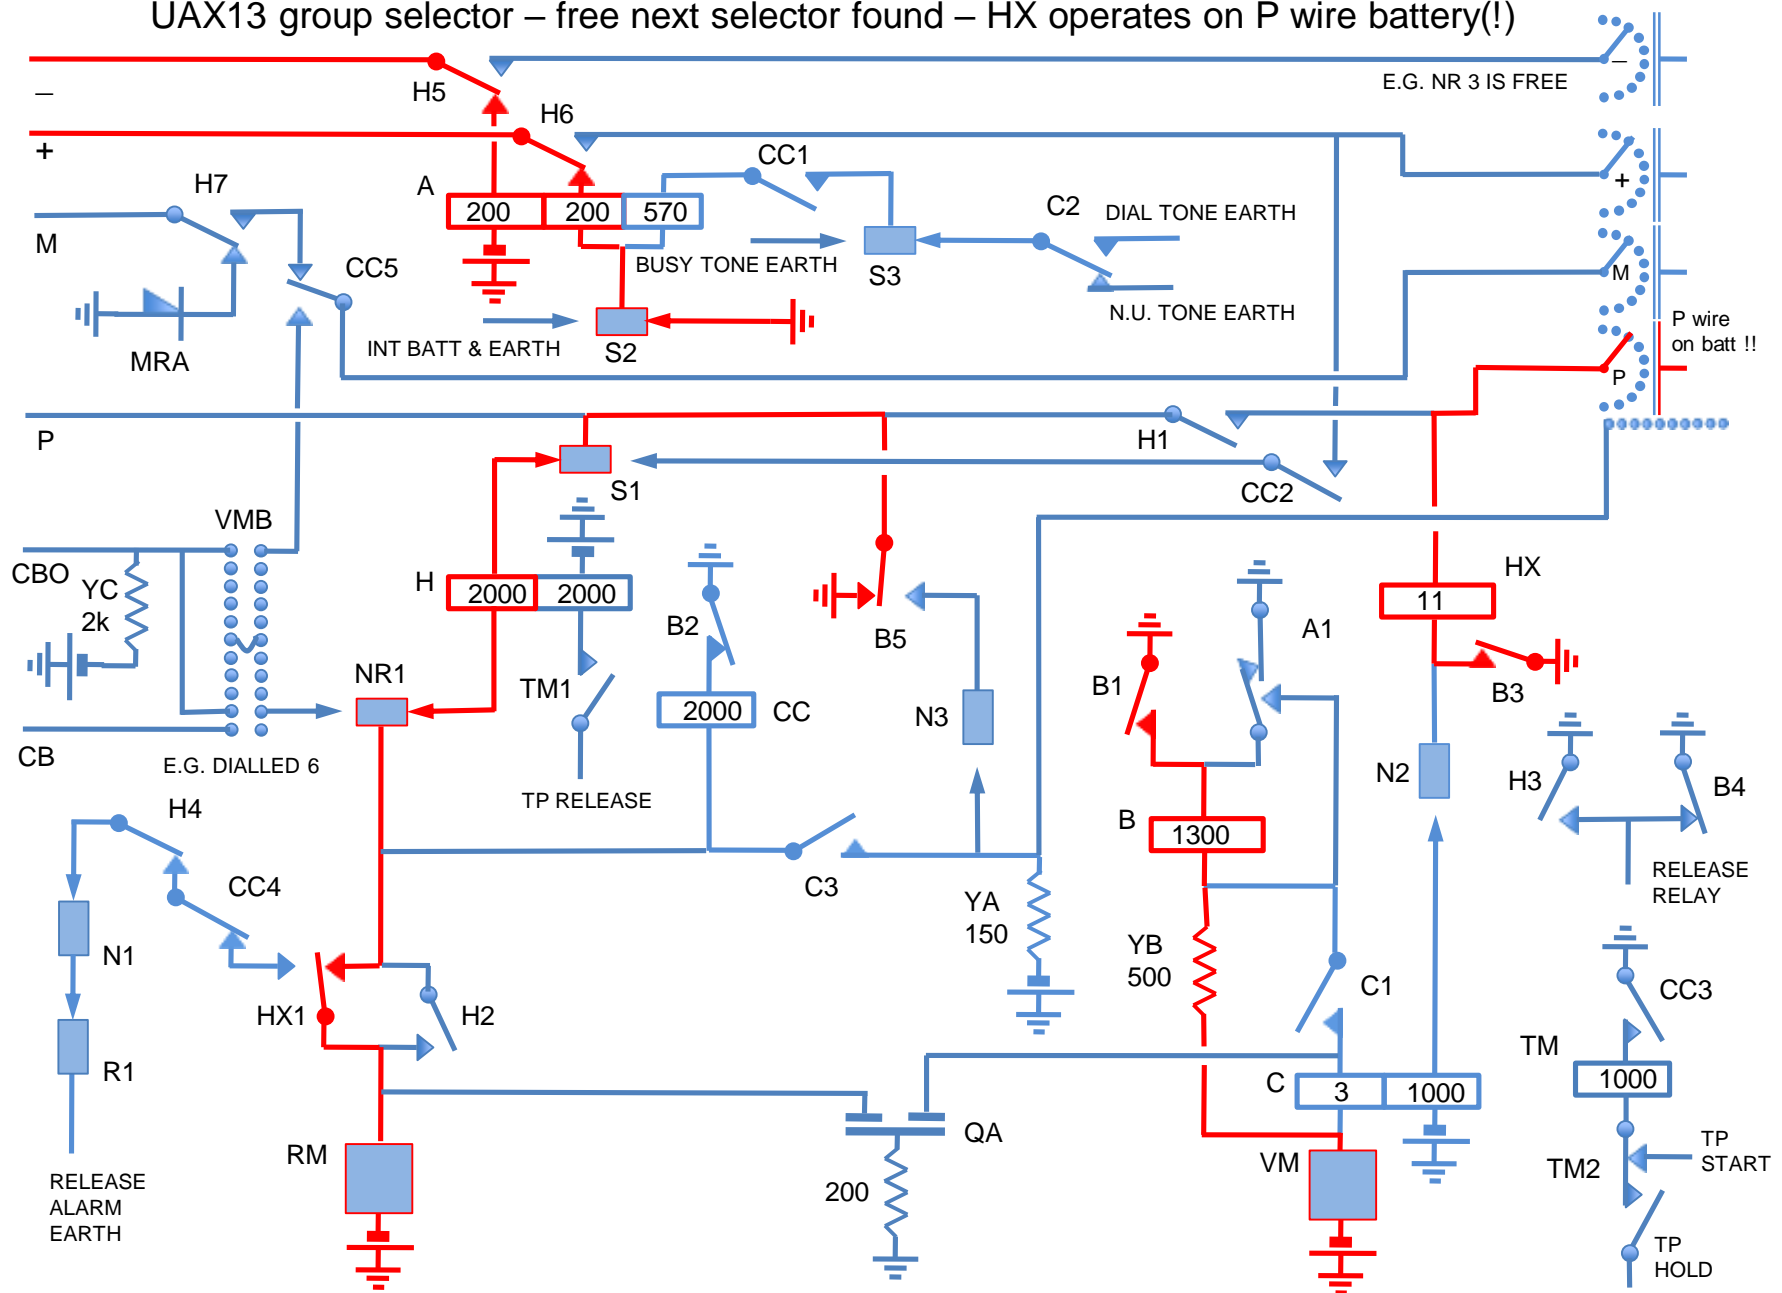 UAX13 group selector – free next selector found – HX operates on P wire battery(!)
–
H5
E.G. NR 3 IS FREE
–
H6
+
CC1
H7
A
200
200
570
C2
DIAL TONE EARTH
+
M
BUSY TONE EARTH
CC5
S3
M
N.U. TONE EARTH
P wire
on batt !!
INT BATT & EARTH
S2
MRA
P
P
H1
S1
CC2
VMB
CBO
YC
2k
H
2000
2000
HX
11
B2
B5
A1
NR1
TM1
B1
B3
2000
CC
N3
CB
E.G. DIALLED 6
N2
H3
B4
TP RELEASE
H4
B
1300
RELEASE
RELAY
CC4
C3
YA
150
N1
YB
500
HX1
H2
C1
CC3
TM
R1
C
3
1000
1000
QA
RM
VM
TM2
TP
START
RELEASE
ALARM
EARTH
200
TP
HOLD